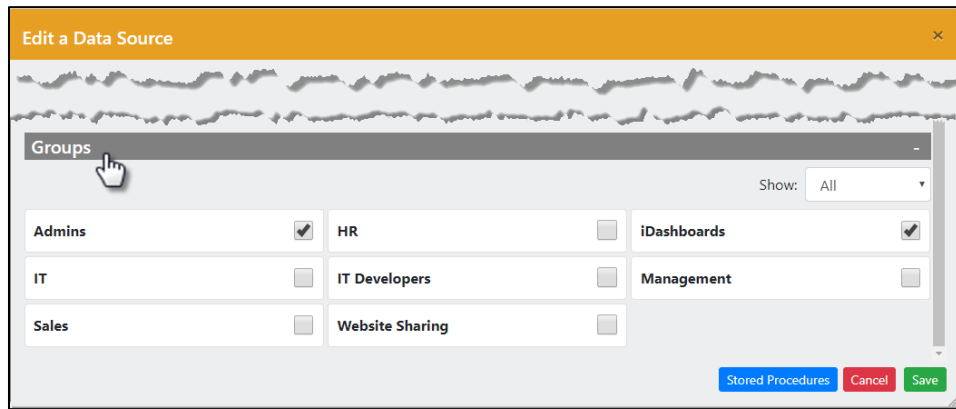 Edit a Data Source ×
Groups -
Show: All
Admins HR iDashboards
IT IT Developers Management
Sales Website Sharing
Stored Procedures Cancel Save